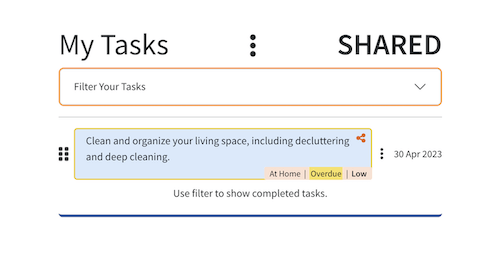 My Tasks
SHARED
Filter Your Tasks
Clean and organize your living space, including decluttering
and deep cleaning.
30 Apr 2023
At Home | Overdue | Low
Use filter to show completed tasks.